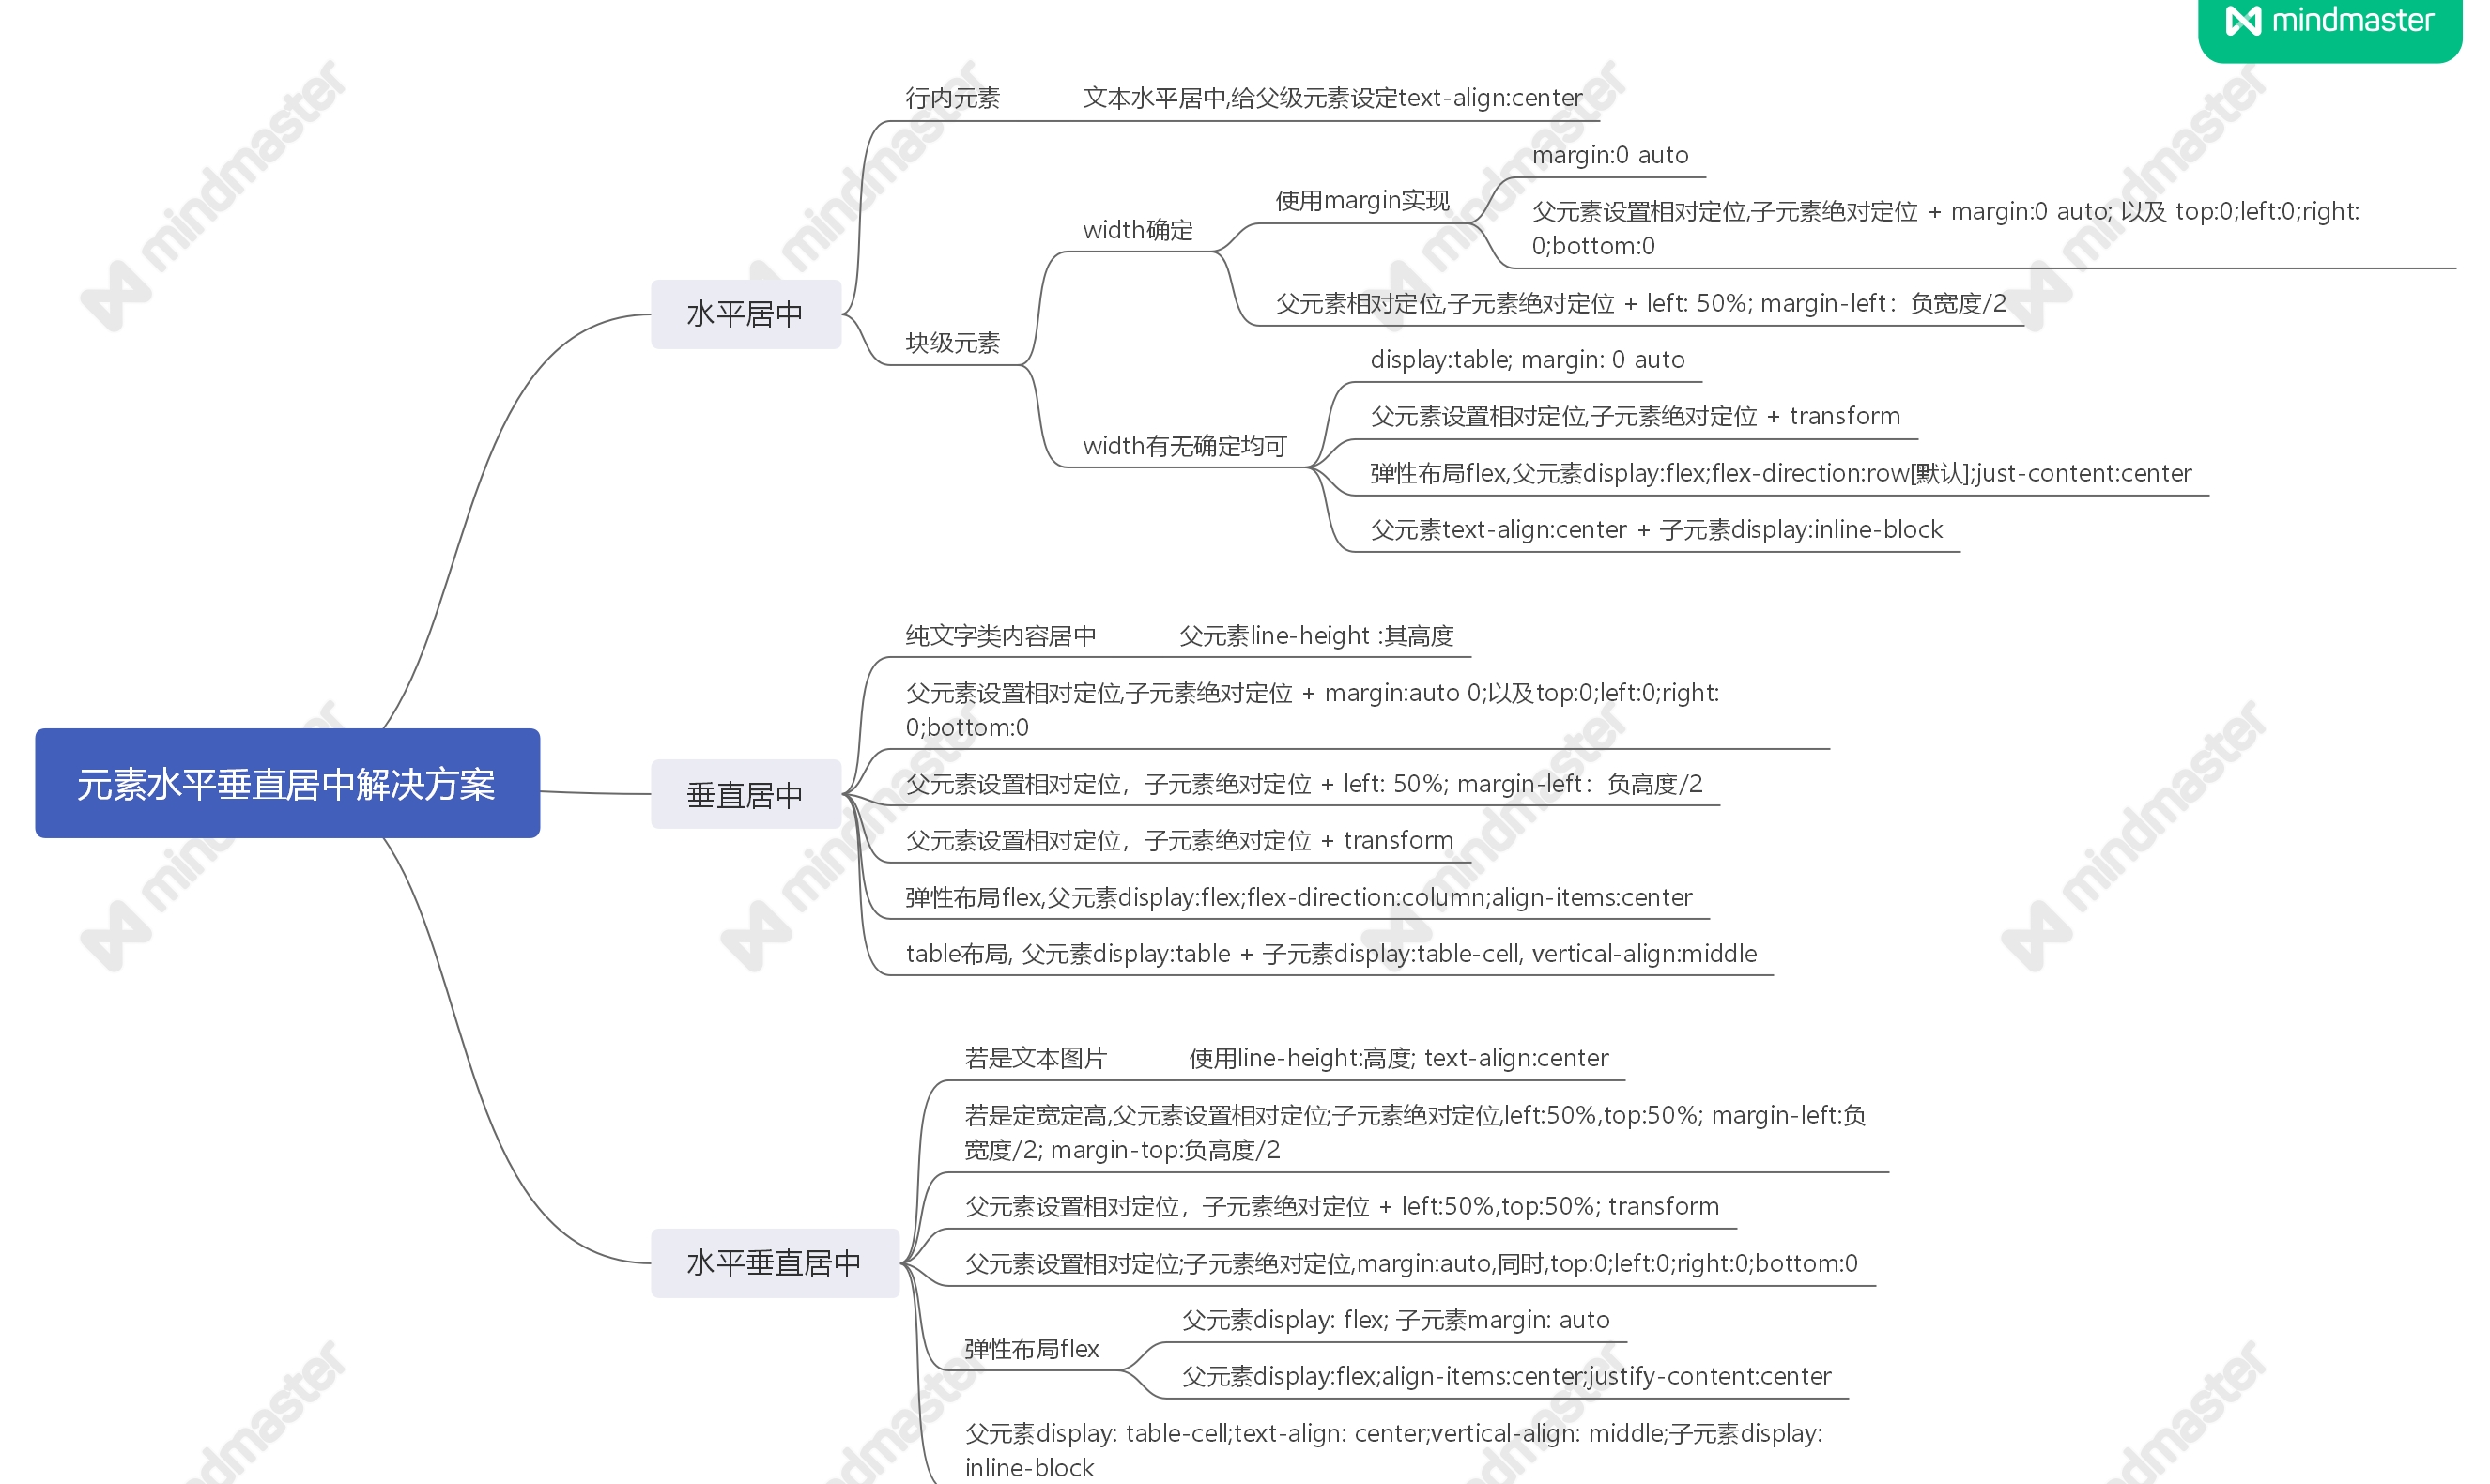 mindmaster
行内元素
文本水平居中,给父级元素设定text-align:center
margin:0 auto
使用margin实现
父元素设置相对定位,子元素绝对定位 + margin:0 auto; 以及 top:0;left:0;right:
0;bottom:0
width确定
父元素相对定位,子元素绝对定位 + left: 50%; margin-left：负宽度/2
水平居中
块级元素
display:table; margin: 0 auto
父元素设置相对定位,子元素绝对定位 + transform
width有无确定均可
弹性布局flex,父元素display:flex;flex-direction:row[默认];just-content:center
父元素text-align:center + 子元素display:inline-block
纯文字类内容居中
父元素line-height :其高度
父元素设置相对定位,子元素绝对定位 + margin:auto 0;以及top:0;left:0;right:
0;bottom:0
元素水平垂直居中解决方案
垂直居中
父元素设置相对定位，子元素绝对定位 + left: 50%; margin-left：负高度/2
父元素设置相对定位，子元素绝对定位 + transform
弹性布局flex,父元素display:flex;flex-direction:column;align-items:center
table布局, 父元素display:table + 子元素display:table-cell, vertical-align:middle
若是文本图片
使用line-height:高度; text-align:center
若是定宽定高,父元素设置相对定位;子元素绝对定位,left:50%,top:50%; margin-left:负
宽度/2; margin-top:负高度/2
父元素设置相对定位，子元素绝对定位 + left:50%,top:50%; transform
水平垂直居中
父元素设置相对定位;子元素绝对定位,margin:auto,同时,top:0;left:0;right:0;bottom:0
父元素display: flex; 子元素margin: auto
弹性布局flex
父元素display:flex;align-items:center;justify-content:center
父元素display: table-cell;text-align: center;vertical-align: middle;子元素display:
inline-block